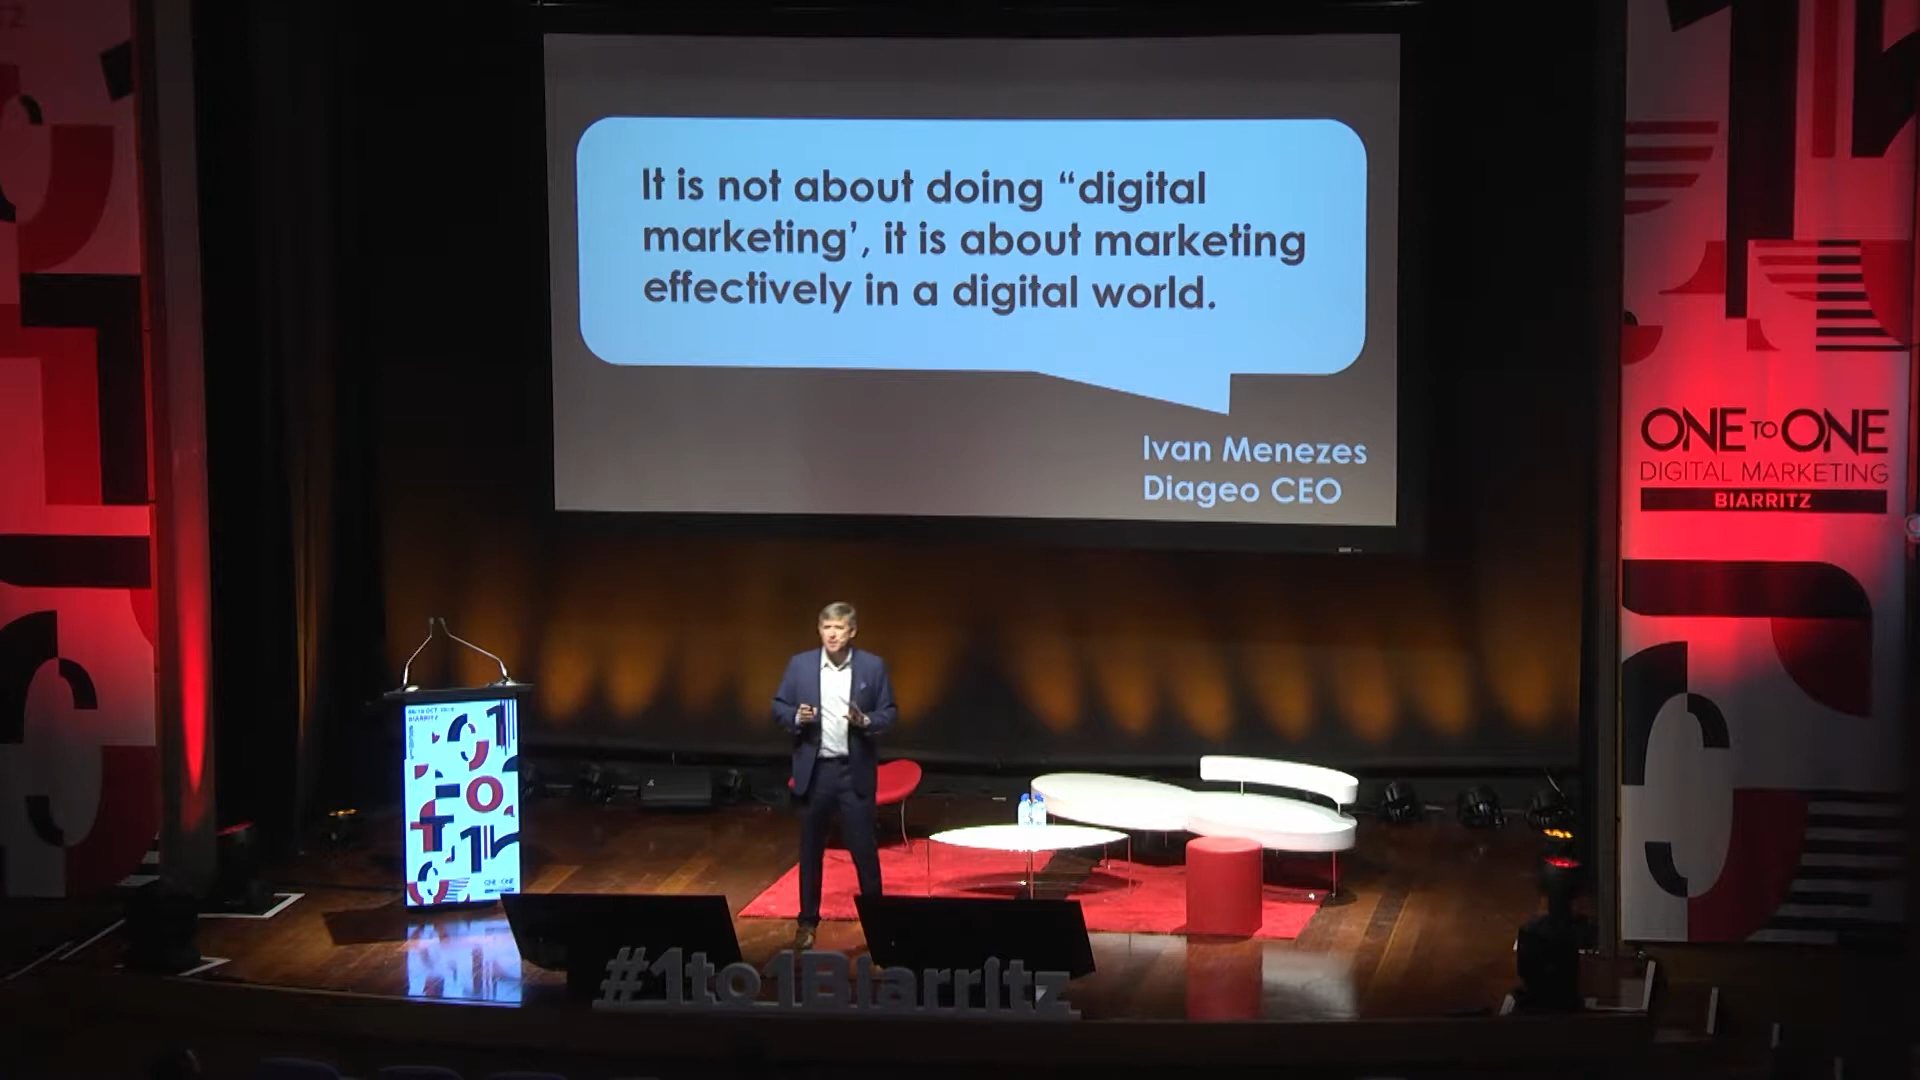 It is not about doing “digital
marketing’, it is about marketing
effectively in a digital world.
Ivan Menezes
Diageo CEO
ONE TO ONE
DIGITAL MARKETING
BIARRITZ
BIARRITZ
#1to1Biarritz